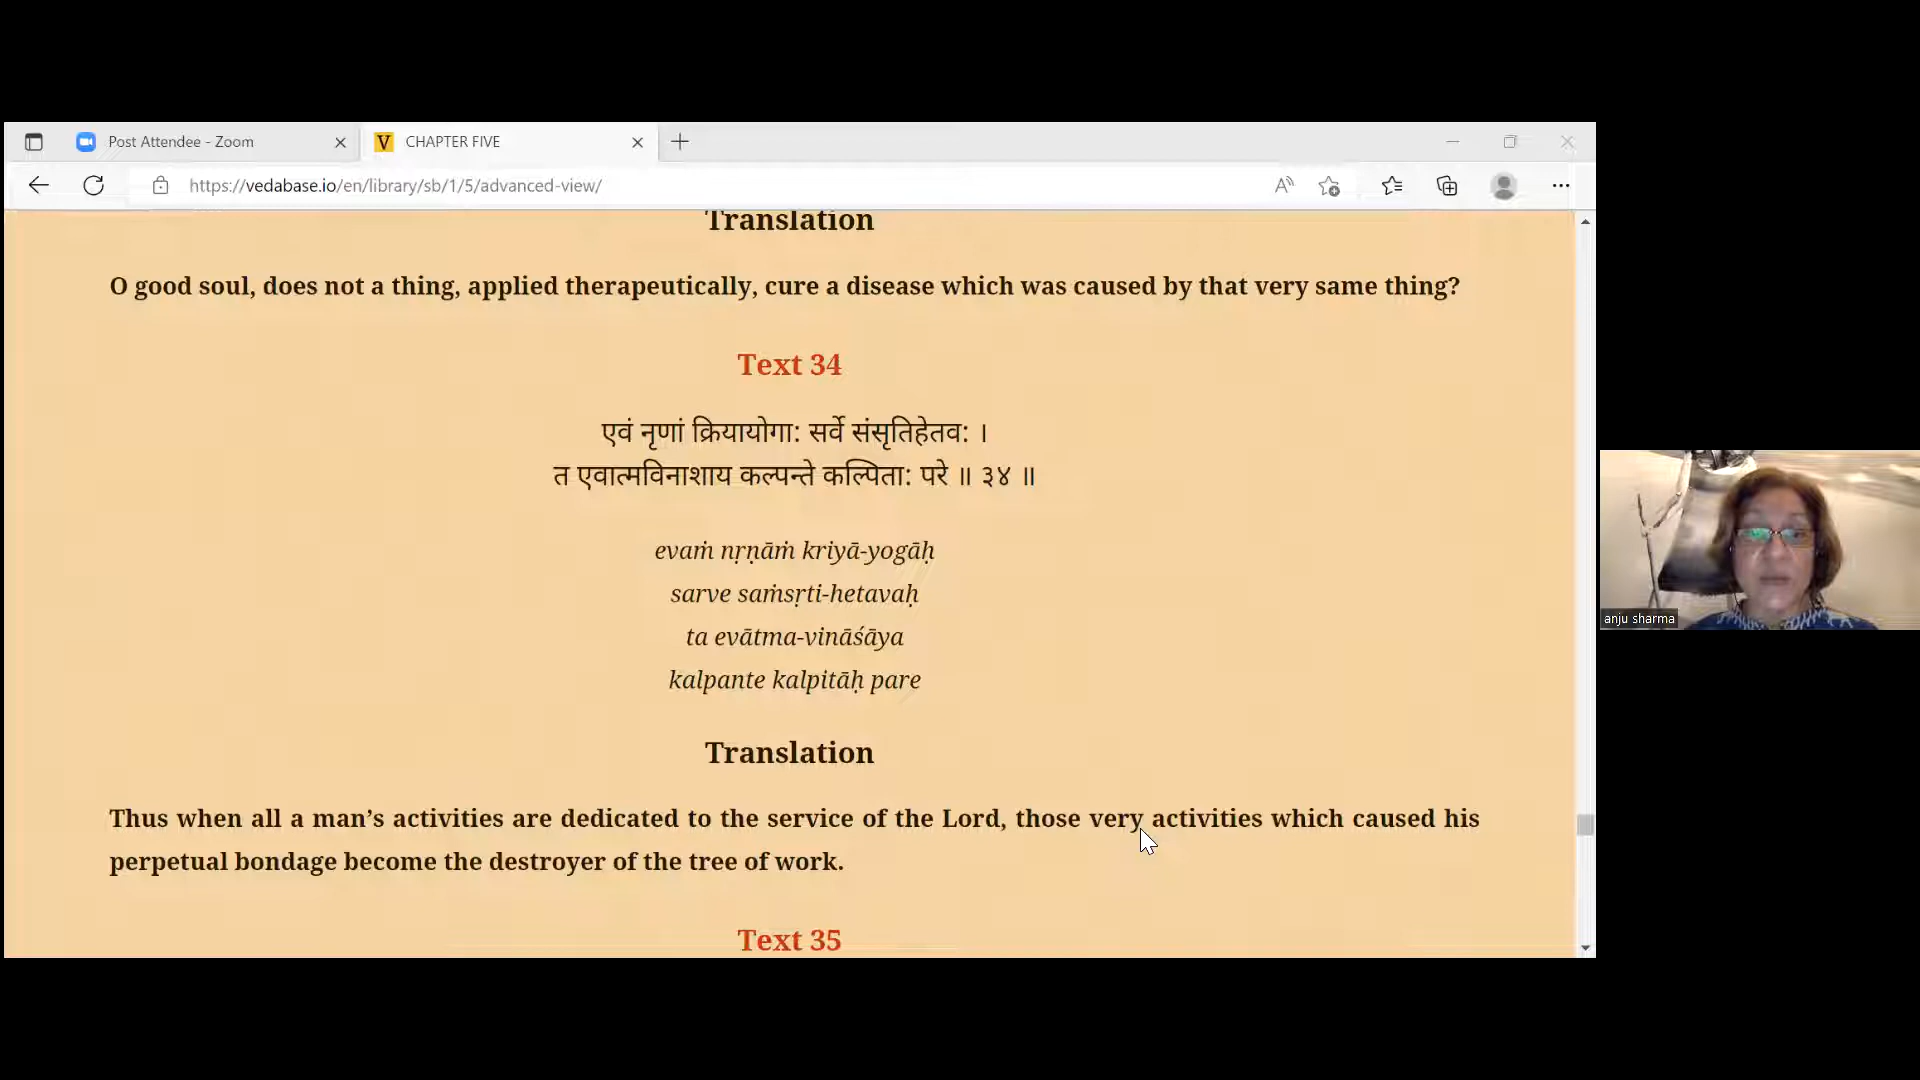 Post Attendee - Zoom
V CHAPTER FIVE
https://vedabase.io/en/library/sb/1/5/advanced-view/
Translation
O good soul, does not a thing, applied therapeutically, cure a disease which was caused by that very same thing?
Text 34
एवं नृणां क्रियायोगा: सर्वे संसृतिहेतव: ।
त एवात्मविनाशाय कल्पन्ते कल्पिता: परे ॥ ३४ ॥
evaṁ nṛṇāṁ kriyā-yogāḥ
sarve saṁsṛti-hetavaḥ
ta evātma-vināśāya
kalpante kalpitāḥ pare
Translation
Thus when all a man’s activities are dedicated to the service of the Lord, those very activities which caused his
perpetual bondage become the destroyer of the tree of work.
Text 35
anju sharma